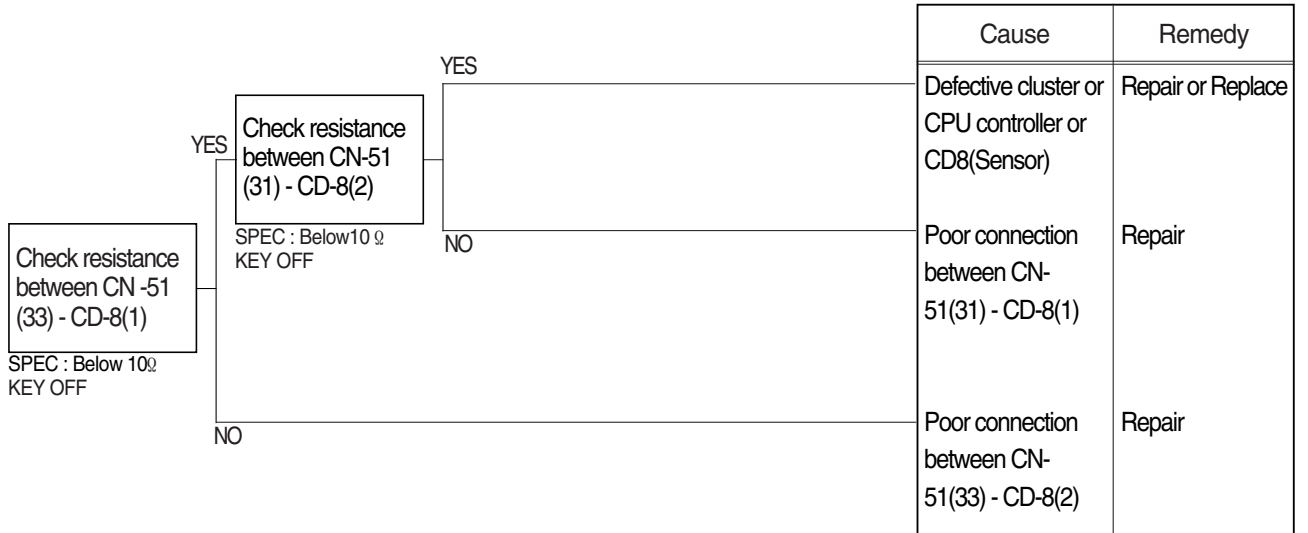 Check resistance
between CN -51
(33) - CD-8(1)
SPEC : Below 10Ω
KEY OFF
YES
Check resistance
between CN-51
(31) - CD-8(2)
SPEC : Below10 Ω
KEY OFF
YES
NO
NO
Cause Remedy
Defective cluster or Repair or Replace
CPU controller or
CD8(Sensor)
Poor connection Repair
between CN-
51(31) - CD-8(1)
Poor connection Repair
between CN-
51(33) - CD-8(2)